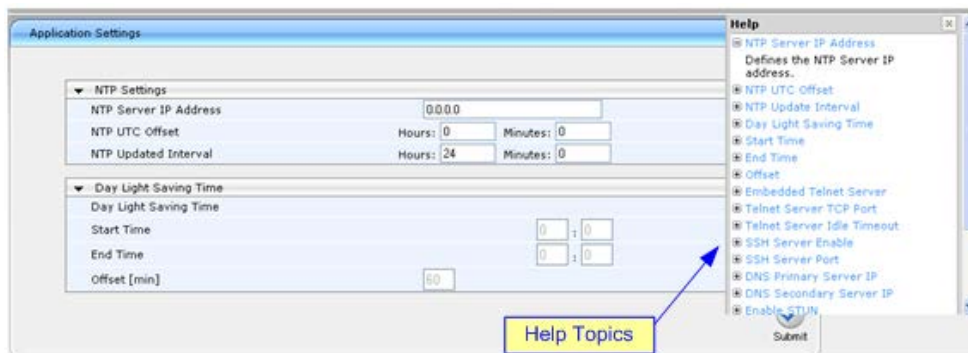 Application Settings
NTP Settings
NTP Server IP Address 0.0.0.0
NTP UTC Offset Hours: 0 Minutes: 0
NTP Updated Interval Hours: 24 Minutes: 0
Day Light Saving Time
Day Light Saving Time
Start Time 0 : 0
End Time 0 : 0
Offset [min] 60
Submit
Help
NTP Server IP Address
Defines the NTP Server IP
address.
NTP UTC Offset
NTP Update Interval
Day Light Saving Time
Start Time
End Time
Offset
Embedded Telnet Server
Telnet Server TCP Port
Telnet Server Idle Timeout
SSH Server Enable
SSH Server Port
DNS Primary Server IP
DNS Secondary Server IP
Enable STUN
Help Topics